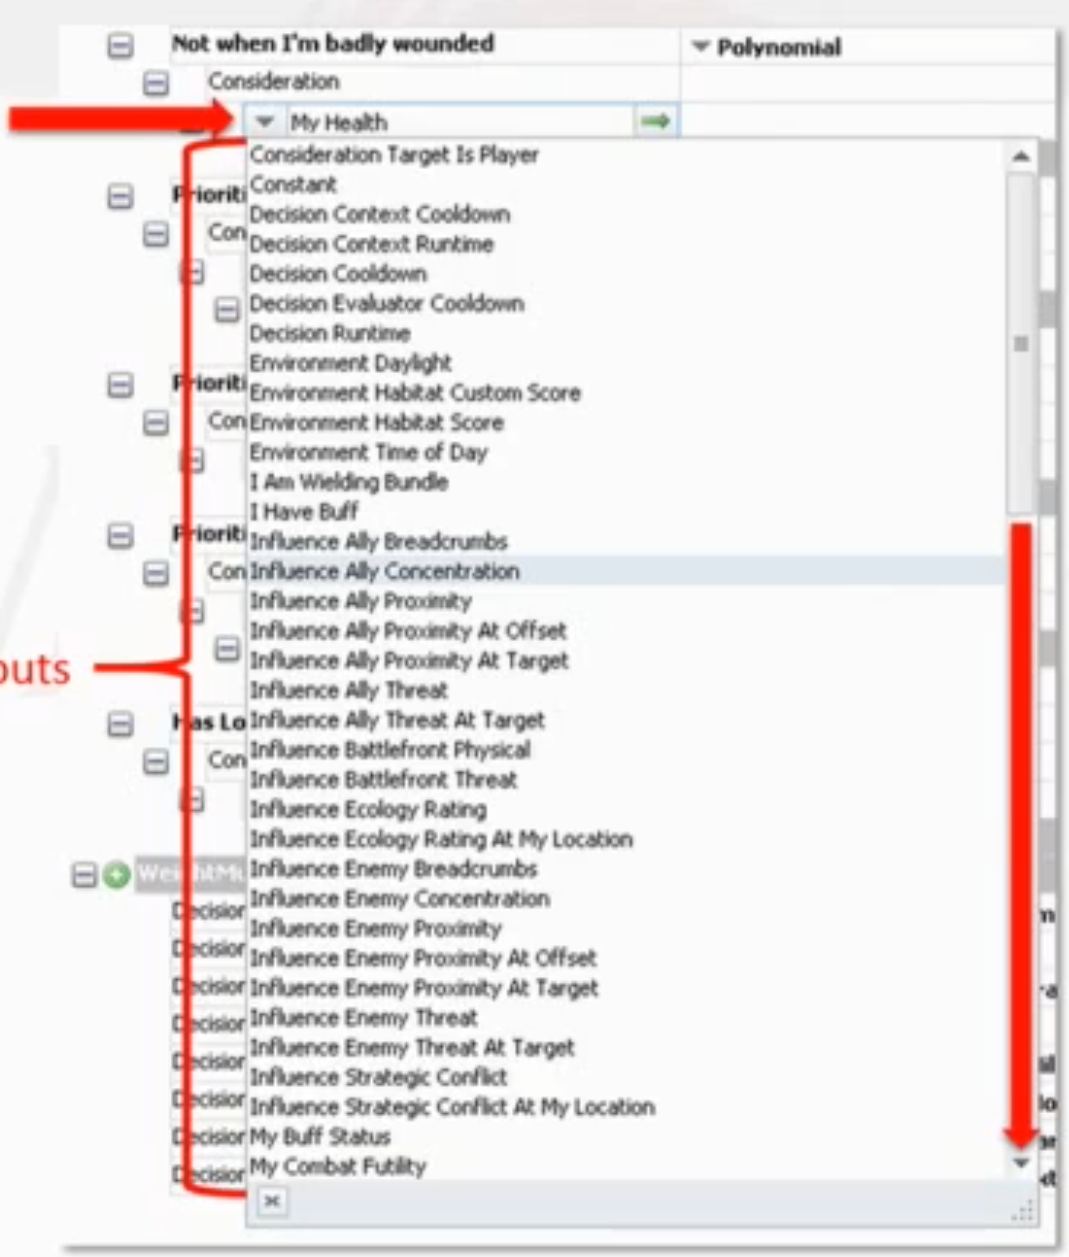 Not when I'm badly wounded
Polynomial
Consideration
My Health
Consideration Target Is Player
Constant
Prioriti
Decision Context Cooldown
Con
Decision Context Runtime
Decision Cooldown
Decision Evaluator Cooldown
Decision Runtime
Environment Daylight
Prioriti
Environment Habitat Custom Score
Con
Environment Habitat Score
Environment Time of Day
I Am Wielding Bundle
I Have Buff
Prioriti
Influence Ally Breadcrumbs
Con
Influence Ally Concentration
Influence Ally Proximity
Influence Ally Proximity At Offset
Influence Ally Proximity At Target
puts
Influence Ally Threat
Has Lo
Influence Ally Threat At Target
Influence Battlefront Physical
Con
Influence Battlefront Threat
Influence Ecology Rating
Influence Ecology Rating At My Location
WeightMu
Influence Enemy Breadcrumbs
Influence Enemy Concentration
Decision
Influence Enemy Proximity
Decision
Influence Enemy Proximity At Offset
Decision
Influence Enemy Proximity At Target
Decision
Influence Enemy Threat
Influence Enemy Threat At Target
Decision
Influence Strategic Conflict
Decision
Influence Strategic Conflict At My Location
Decision
My Buff Status
Decision
My Combat Futility